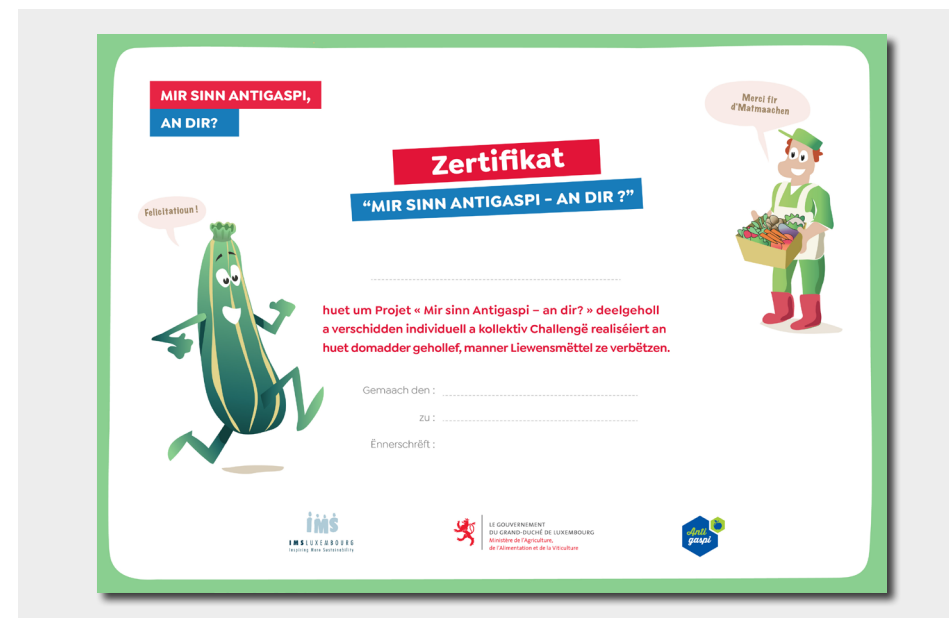 MIR SINN ANTIGASPI,
AN DIR?
Merci fir
d'Matmaachen
Zertifikat
“MIR SINN ANTIGASPI – AN DIR ?”
Felicitatioun !
huet um Projet « Mir sinn Antigaspi – an dir? » deelgeholl
a verschidden individuell a kollektiv Challengë realiséiert an
huet domadder gehollef, manner Liewensmëttel ze verbëtzen.
Gemaach den :
zu :
Ënnerschrëft :
IMS
IMS LUXEMBOURG
Inspiring More Sustainability
LE GOUVERNEMENT
DU GRAND-DUCHÉ DE LUXEMBOURG
Ministère de l'Agriculture,
de l'Alimentation et de la Viticulture
Anti
gaspi